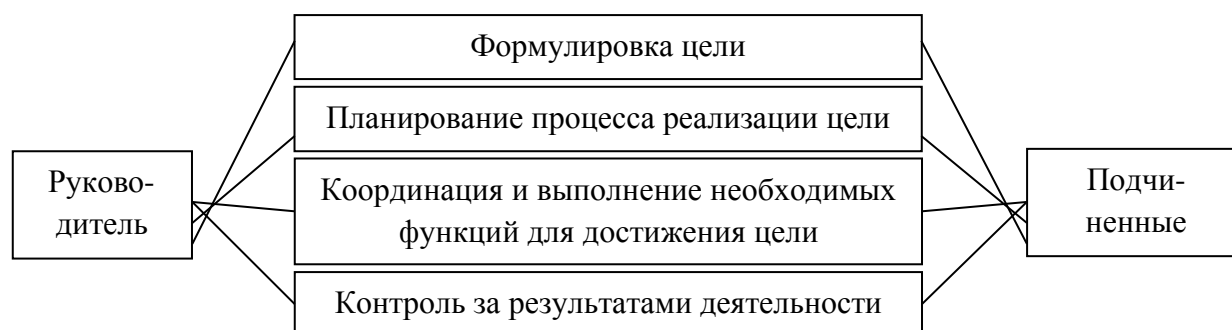 Формулировка цели
Планирование процесса реализации цели
Руково-
дитель
Координация и выполнение необходимых
функций для достижения цели
Подчи-
ненные
Контроль за результатами деятельности